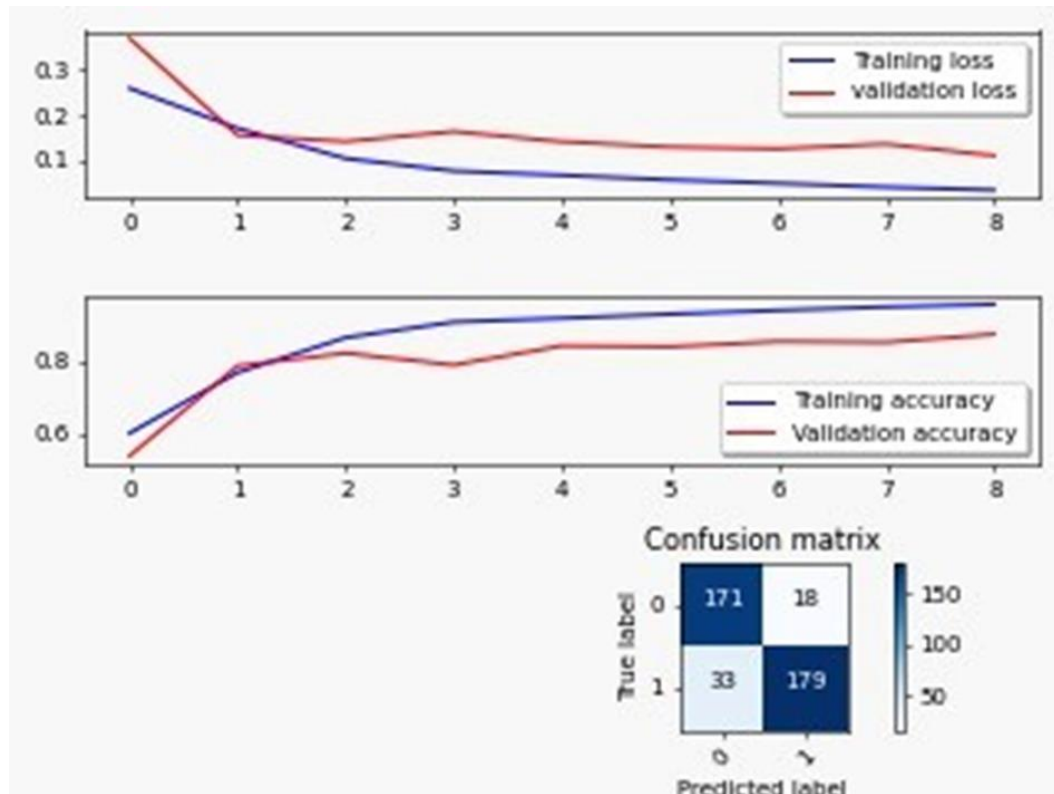 0.3
0.2
0.1
Training loss
validation loss
0 1 2 3 4 5 6 7 8
0.8
0.6
Training accuracy
Validation accuracy
0 1 2 3 4 5 6 7 8
Confusion matrix
True label
0
1
171 18
33 179
150
100
50
0 1
Predicted label